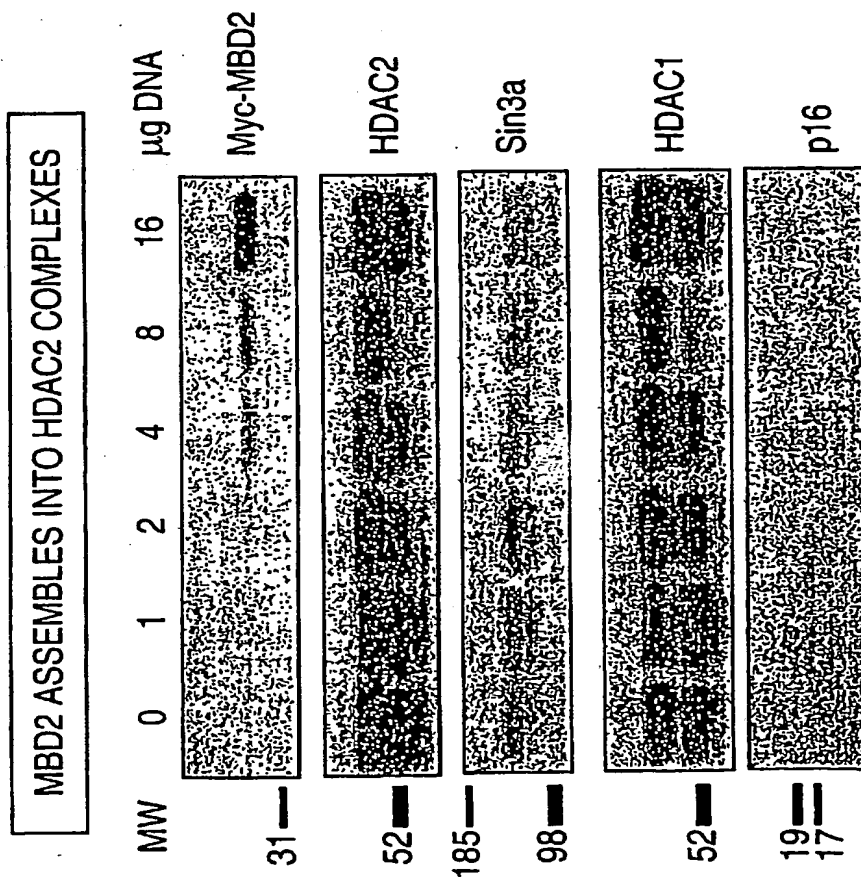 MBD2 ASSEMBLES INTO HDAC2 COMPLEXES
MW 0 1 2 4 8 16 µg DNA
31 Myc-MBD2
52 HDAC2
185 Sin3a
98
52 HDAC1
19 p16
17